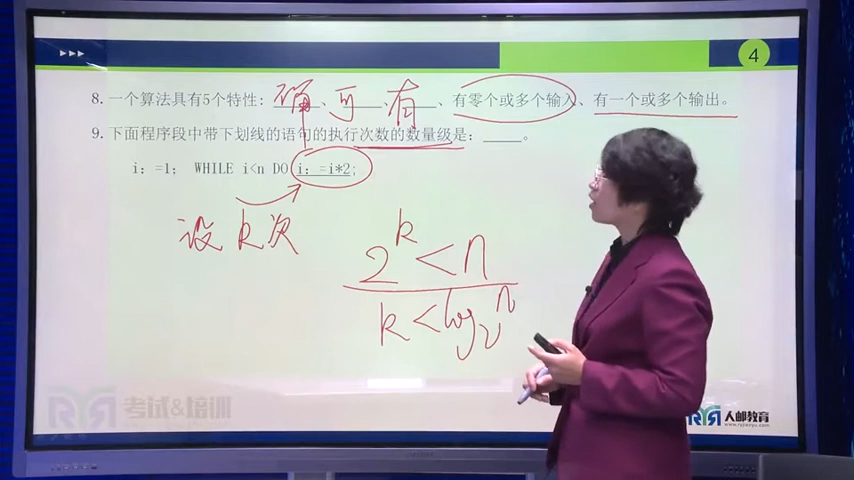 ▶▶▶ 4
8. 一个算法具有5个特性: 确、可、有、有零个或多个输入、有一个或多个输出。
9. 下面程序段中带下划线的语句的执行次数的数量级是: ____。
i: =1; WHILE i<n DO i: =i*2;
设 k次
2^k < n
k < log₂n
考试&培训
人邮教育
www.rsjiaoyu.com